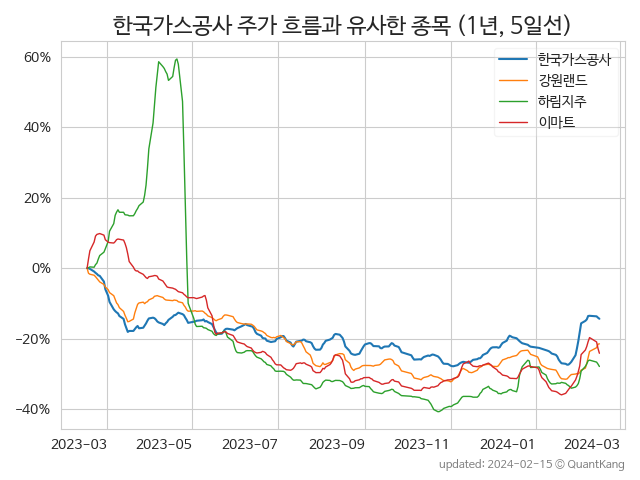 한국가스공사 주가 흐름과 유사한 종목 (1년, 5일선)
한국가스공사
강원랜드
하림지주
이마트
60%
40%
20%
0%
−20%
−40%
2023−03
2023−05
2023−07
2023−09
2023−11
2024−01
2024−03
updated: 2024-02-15 © QuantKang